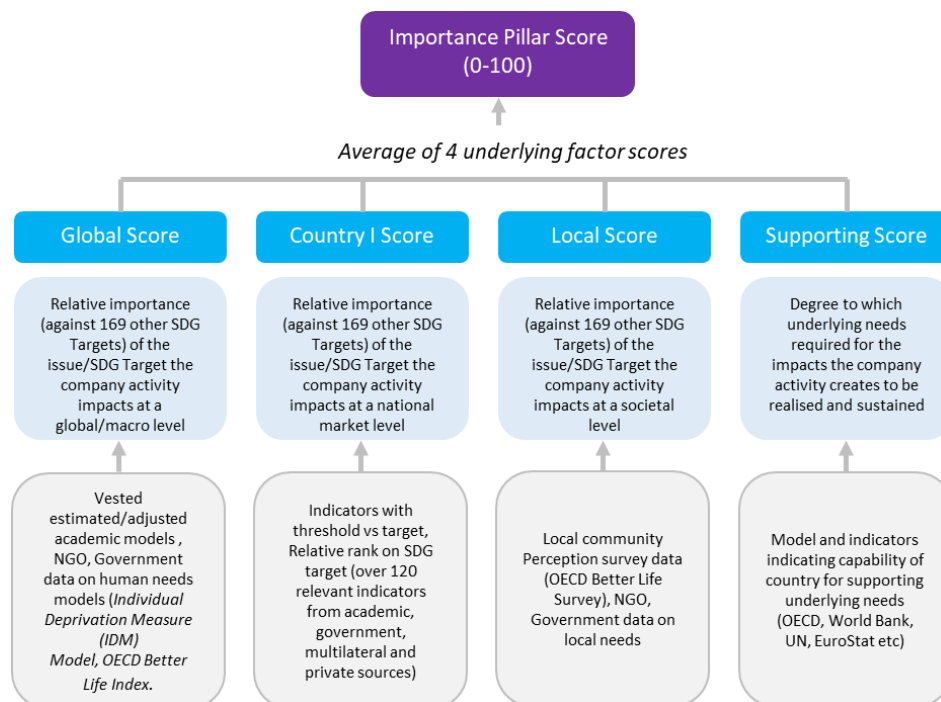 Importance Pillar Score
(0-100)
Average of 4 underlying factor scores
Global Score
Country I Score
Local Score
Supporting Score
Relative importance
(against 169 other SDG
Targets) of the
issue/SDG Target the
company activity
impacts at a
global/macro level
Relative importance
(against 169 other SDG
Targets) of the
issue/SDG Target the
company activity
impacts at a national
market level
Relative importance
(against 169 other SDG
Targets) of the
issue/SDG Target the
company activity
impacts at a societal
level
Degree to which
underlying needs
required for the
impacts the company
activity creates to be
realised and sustained
Vested
estimated/adjusted
academic models ,
NGO, Government
data on human needs
models (Individual
Deprivation Measure
(IDM)
Model, OECD Better
Life Index.
Indicators with
threshold vs target,
Relative rank on SDG
target (over 120
relevant indicators
from academic,
government,
multilateral and
private sources)
Local community
Perception survey data
(OECD Better Life
Survey), NGO,
Government data on
local needs
Model and indicators
indicating capability of
country for supporting
underlying needs
(OECD, World Bank,
UN, EuroStat etc)